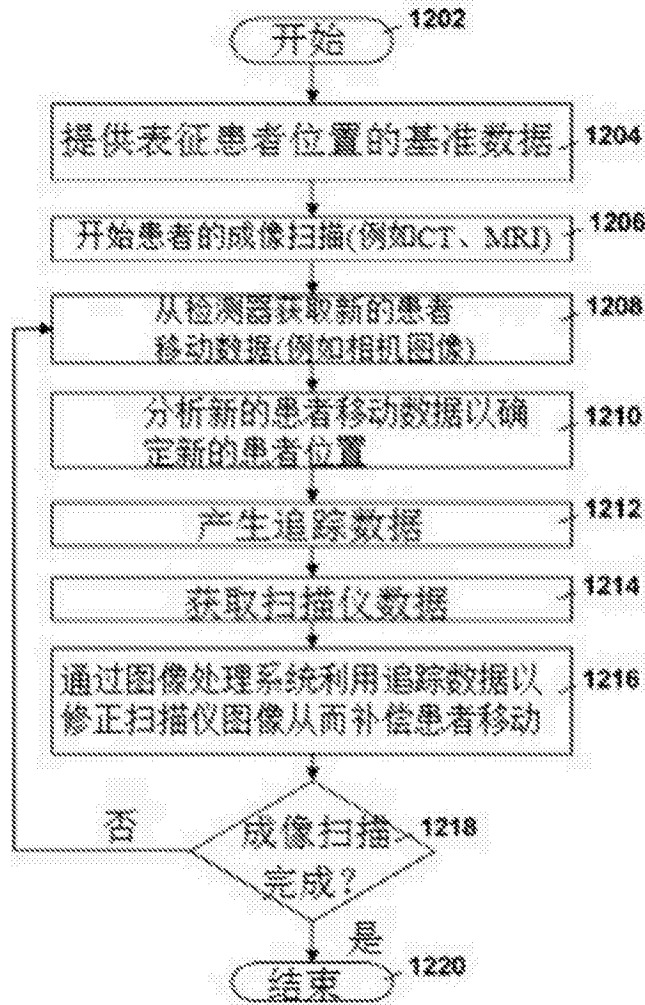 开始
1202
提供表征患者位置的基准数据
1204
开始患者的成像扫描(例如CT、MRI)
1206
从检测器获取新的患者
移动数据(例如相机图像)
1208
分析新的患者移动数据以确
定新的患者位置
1210
产生追踪数据
1212
获取扫描仪数据
1214
通过图像处理系统利用追踪数据以
修正扫描仪图像从而补偿患者移动
1216
否
成像扫描
完成?
1218
是
结束
1220